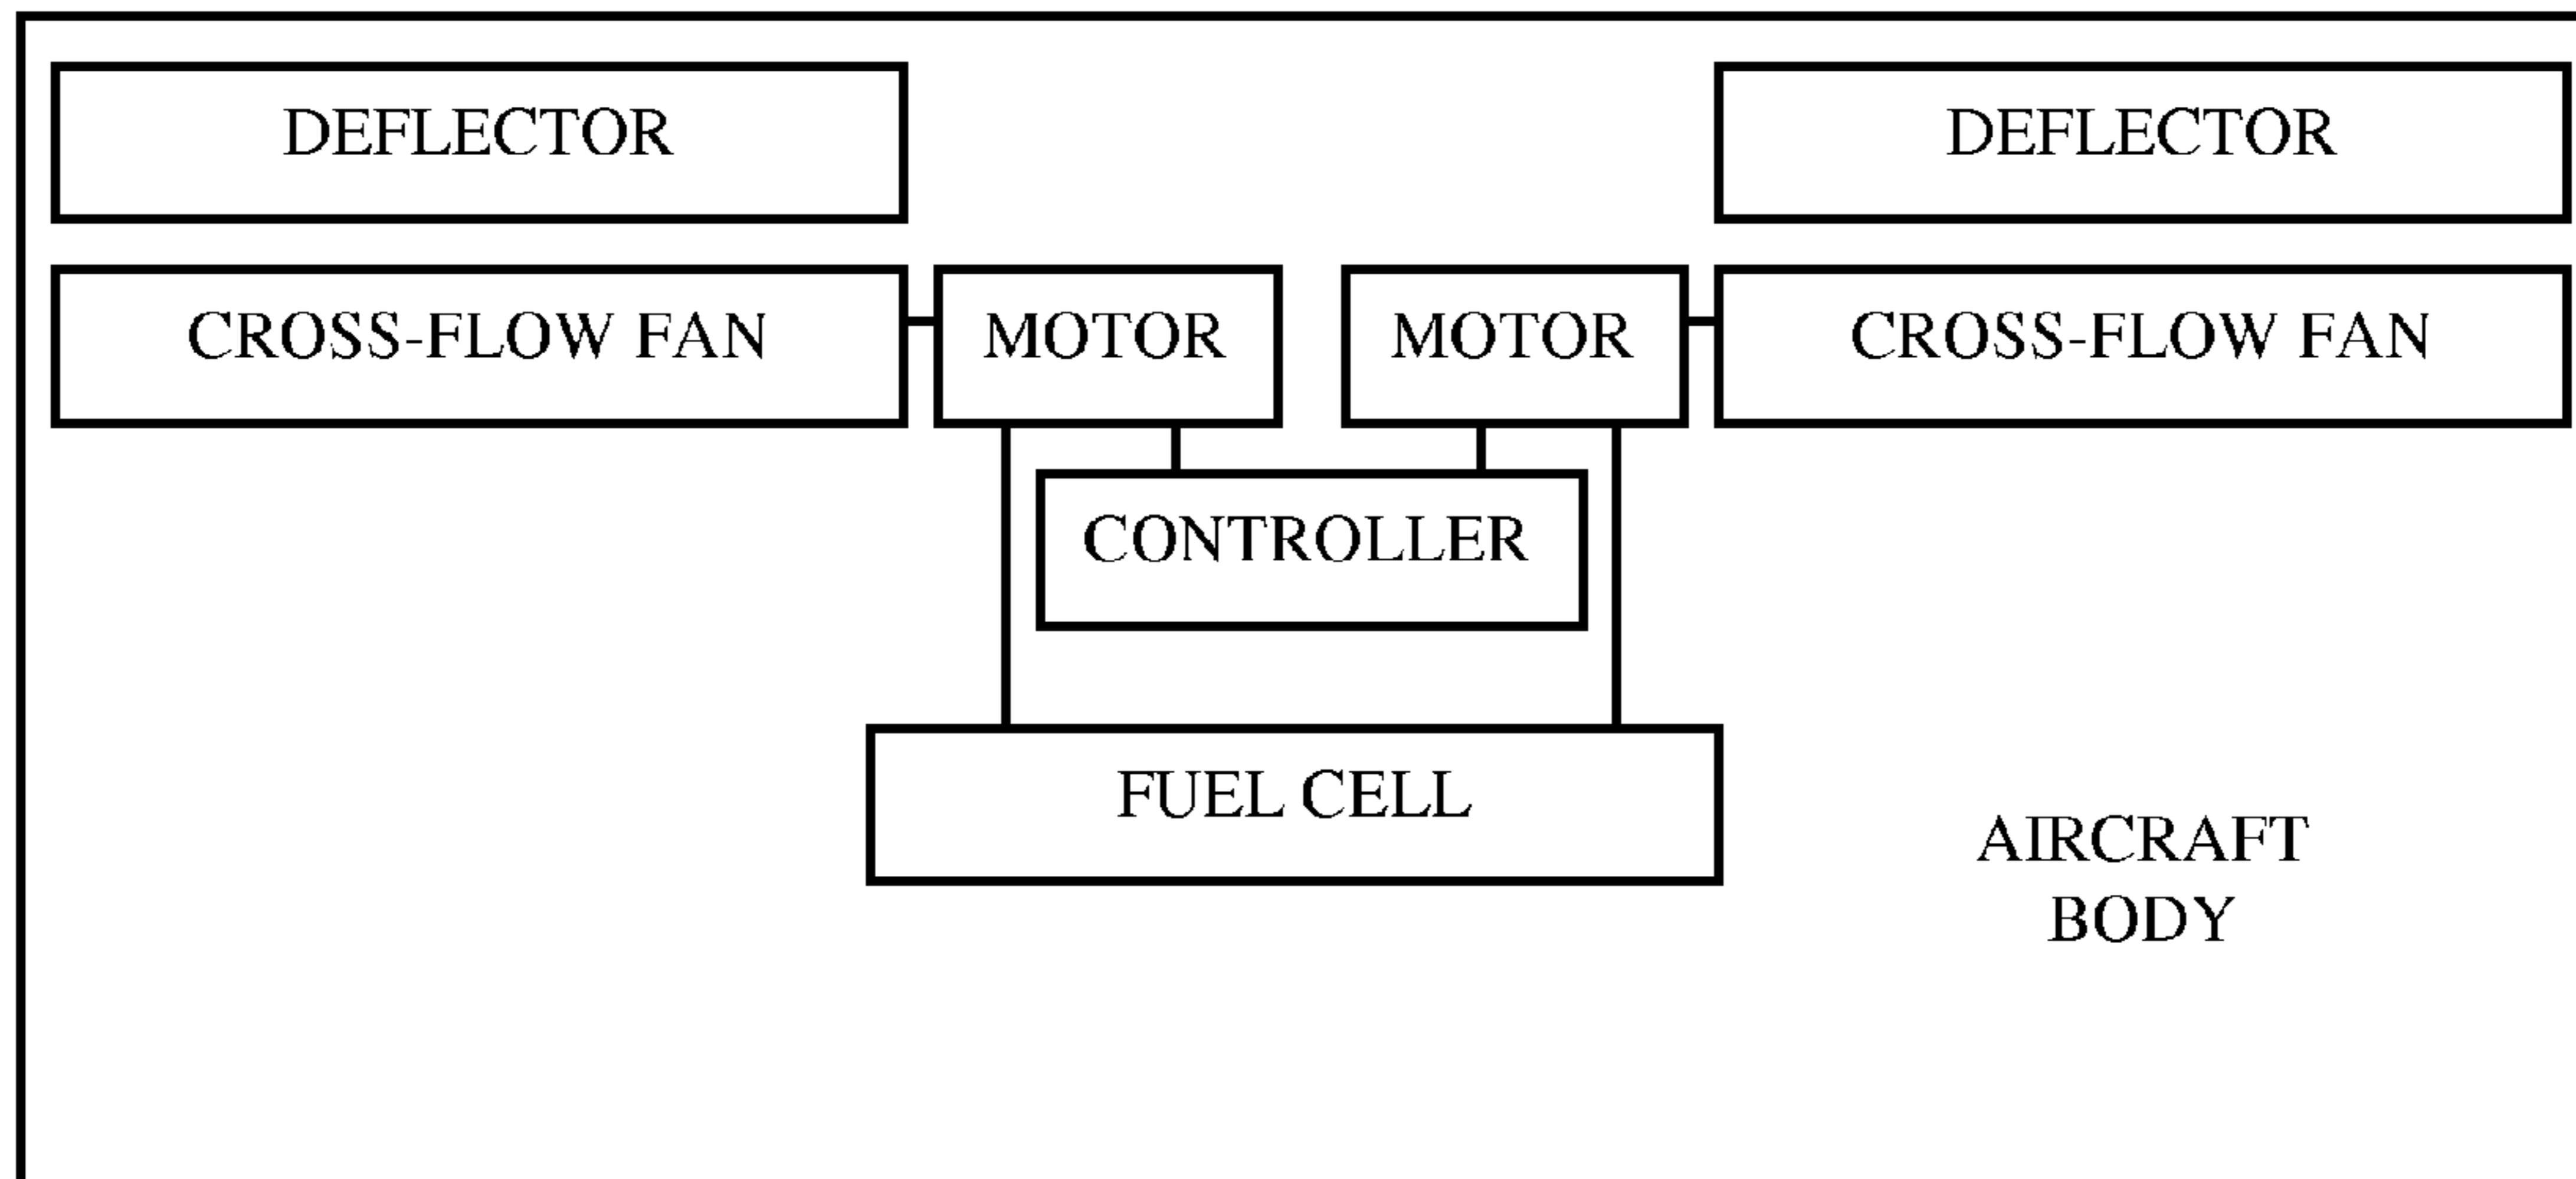 DEFLECTOR
DEFLECTOR
CROSS-FLOW FAN
MOTOR
MOTOR
CROSS-FLOW FAN
CONTROLLER
FUEL CELL
AIRCRAFT
BODY